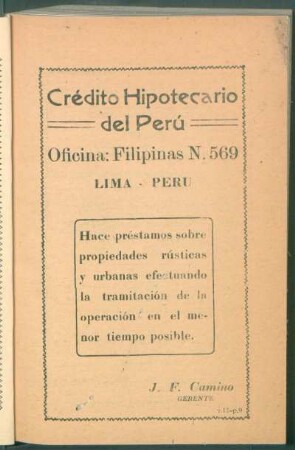 Crédito Hipotecario
del Perú
Oficina: Filipinas N. 569
LIMA - PERU
Hace préstamos sobre
propiedades rústicas
y urbanas efectuando
la tramitación de la
operación en el me-
nor tiempo posible.
J. F. Camino
GERENTE